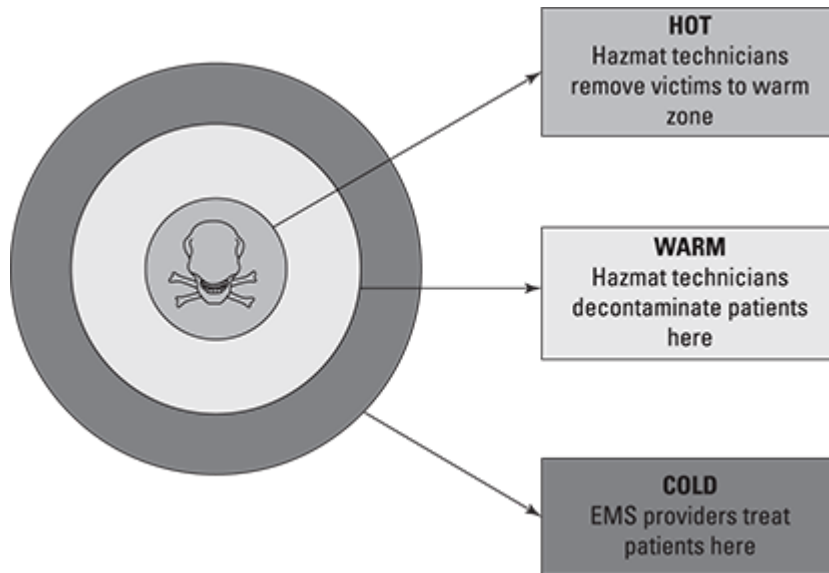 HOT
Hazmat technicians
remove victims to warm
zone
WARM
Hazmat technicians
decontaminate patients
here
COLD
EMS providers treat
patients here